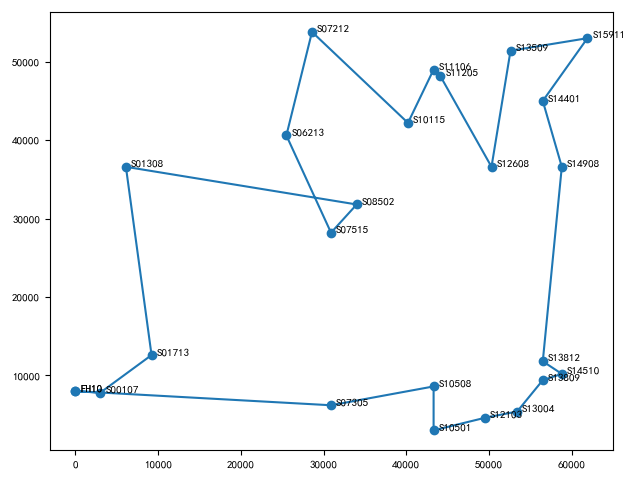 S07212
S13509
S15911
S11106
S11205
S14401
S10115
S06213
S01308
S12608
S14908
S08502
S07515
S01713
S13812
S14510
S13809
S00107
S10508
S07305
S13004
S12103
S10501
50000
40000
30000
20000
10000
0
10000
20000
30000
40000
50000
60000